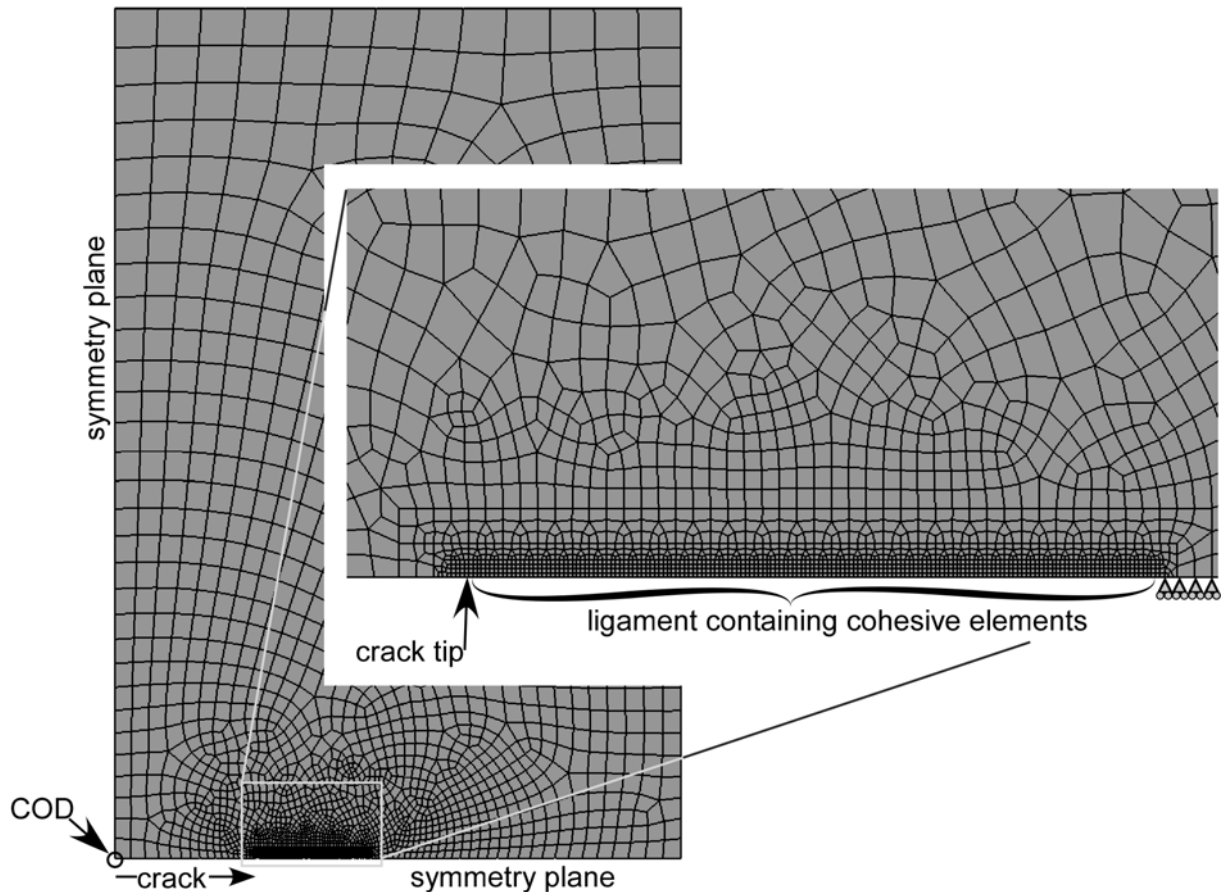 symmetry plane
ligament containing cohesive elements
crack tip
COD
crack
symmetry plane